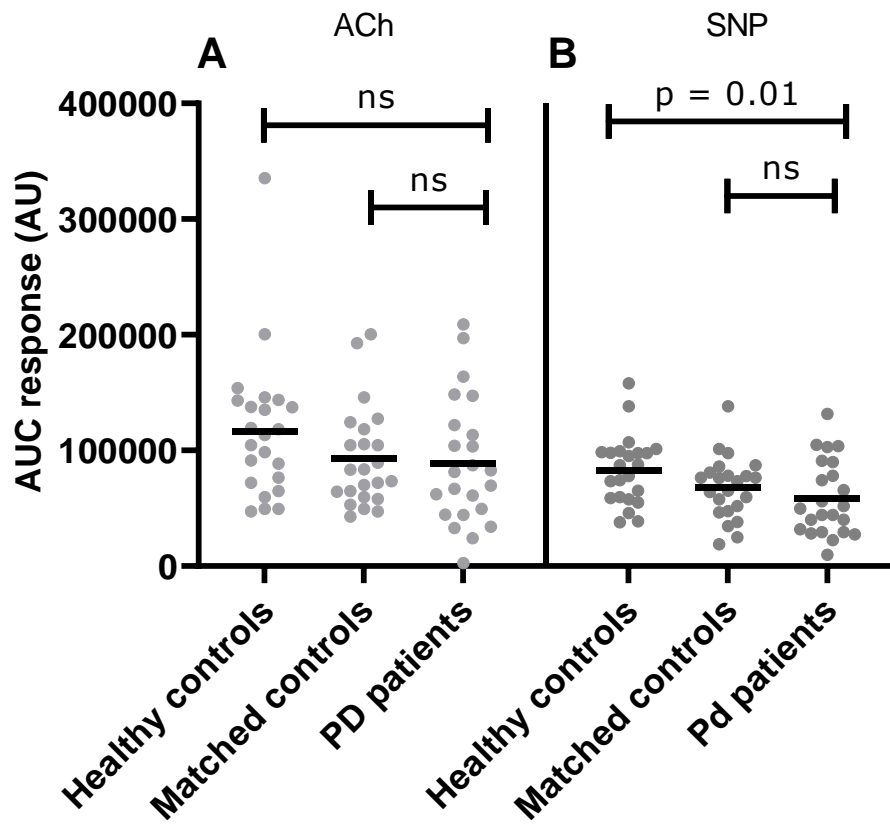 ACh
SNP
A
B
400000
300000
200000
100000
0
AUC response (AU)
ns
ns
p = 0.01
ns
Healthy controls
Matched controls
PD patients
Healthy controls
Matched controls
Pd patients